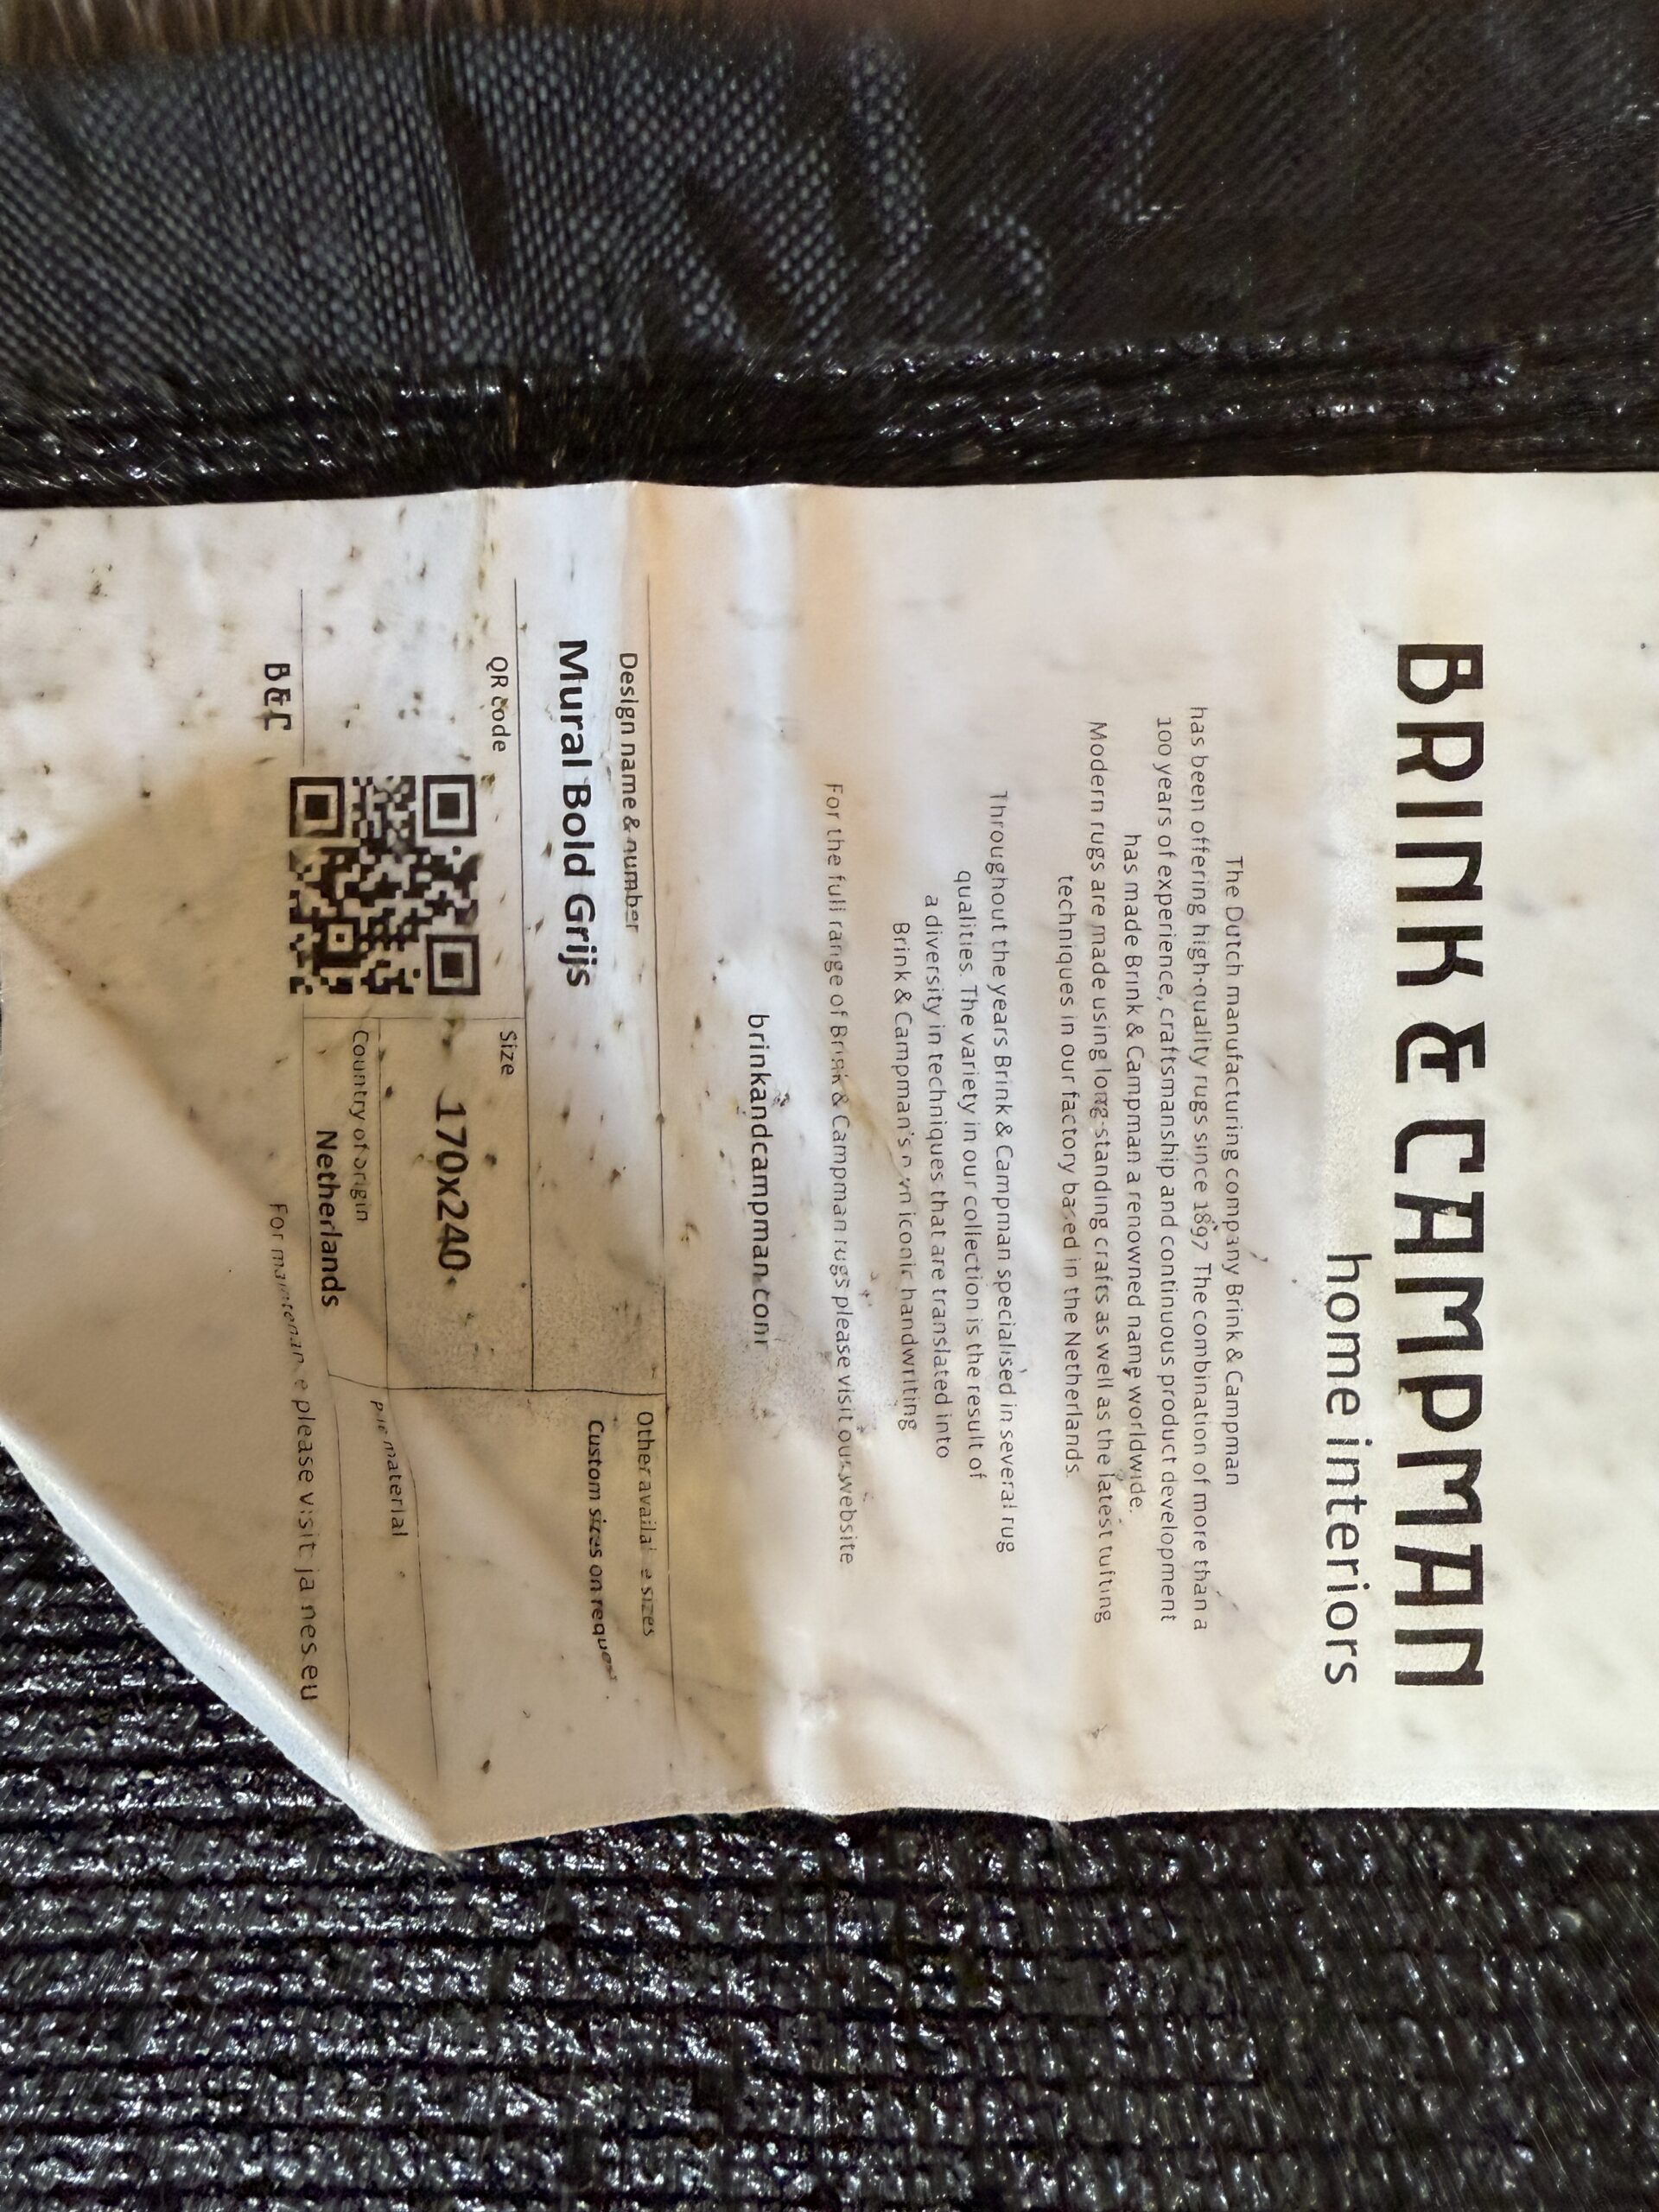 BRINK & CAMPMAN
home interiors
The Dutch manufacturing company Brink & Campman
has been offering high-quality rugs since 1897. The combination of more than a
100 years of experience, craftsmanship and continuous product development
has made Brink & Campman a renowned name worldwide.
Modern rugs are made using long-standing crafts as well as the latest tufting
techniques in our factory based in the Netherlands.
Throughout the years Brink & Campman specialised in several rug
qualities. The variety in our collection is the result of
a diversity in techniques that are translated into
Brink & Campman's own iconic handwriting
For the full range of Brink & Campman rugs please visit our website
brinkandcampman.com
Design name & number
Mural Bold Grijs
Other available sizes
Custom sizes on request
QR code
Size
170x240
Country of origin
Netherlands
Pile material
B&C
For maintenance please visit